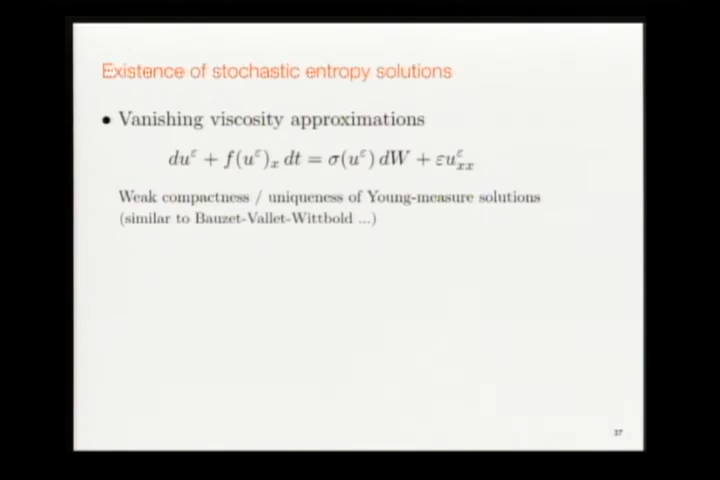 Existence of stochastic entropy solutions
• Vanishing viscosity approximations
du^ε + f(u^ε)_x dt = σ(u^ε) dW + εu^ε_xx
Weak compactness / uniqueness of Young-measure solutions
(similar to Bauzet-Vallet-Wittbold ...)
37